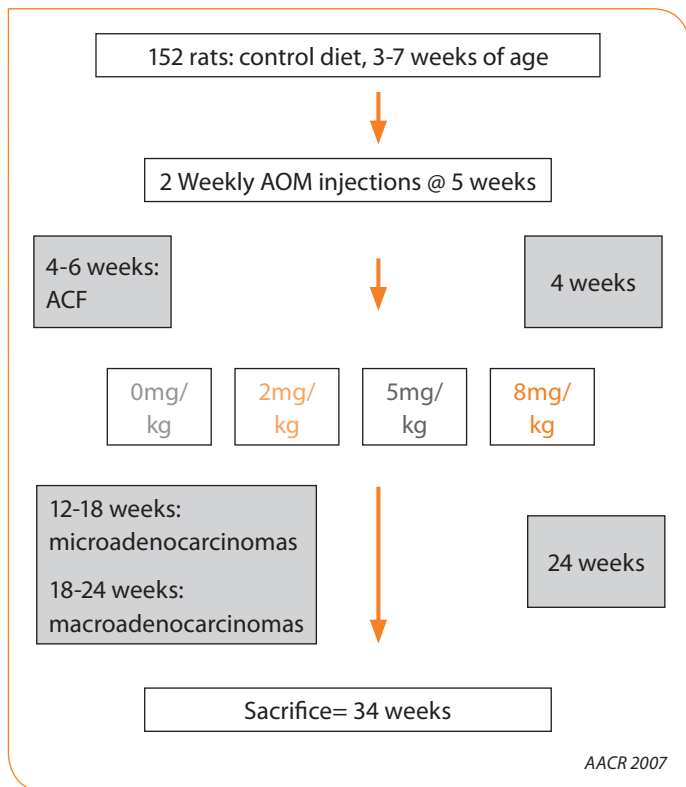 152 rats: control diet, 3-7 weeks of age
2 Weekly AOM injections @ 5 weeks
4-6 weeks:
ACF
4 weeks
0mg/
kg
2mg/
kg
5mg/
kg
8mg/
kg
12-18 weeks:
microadenocarcinomas
18-24 weeks:
macroadenocarcinomas
24 weeks
Sacrifice= 34 weeks
AACR 2007